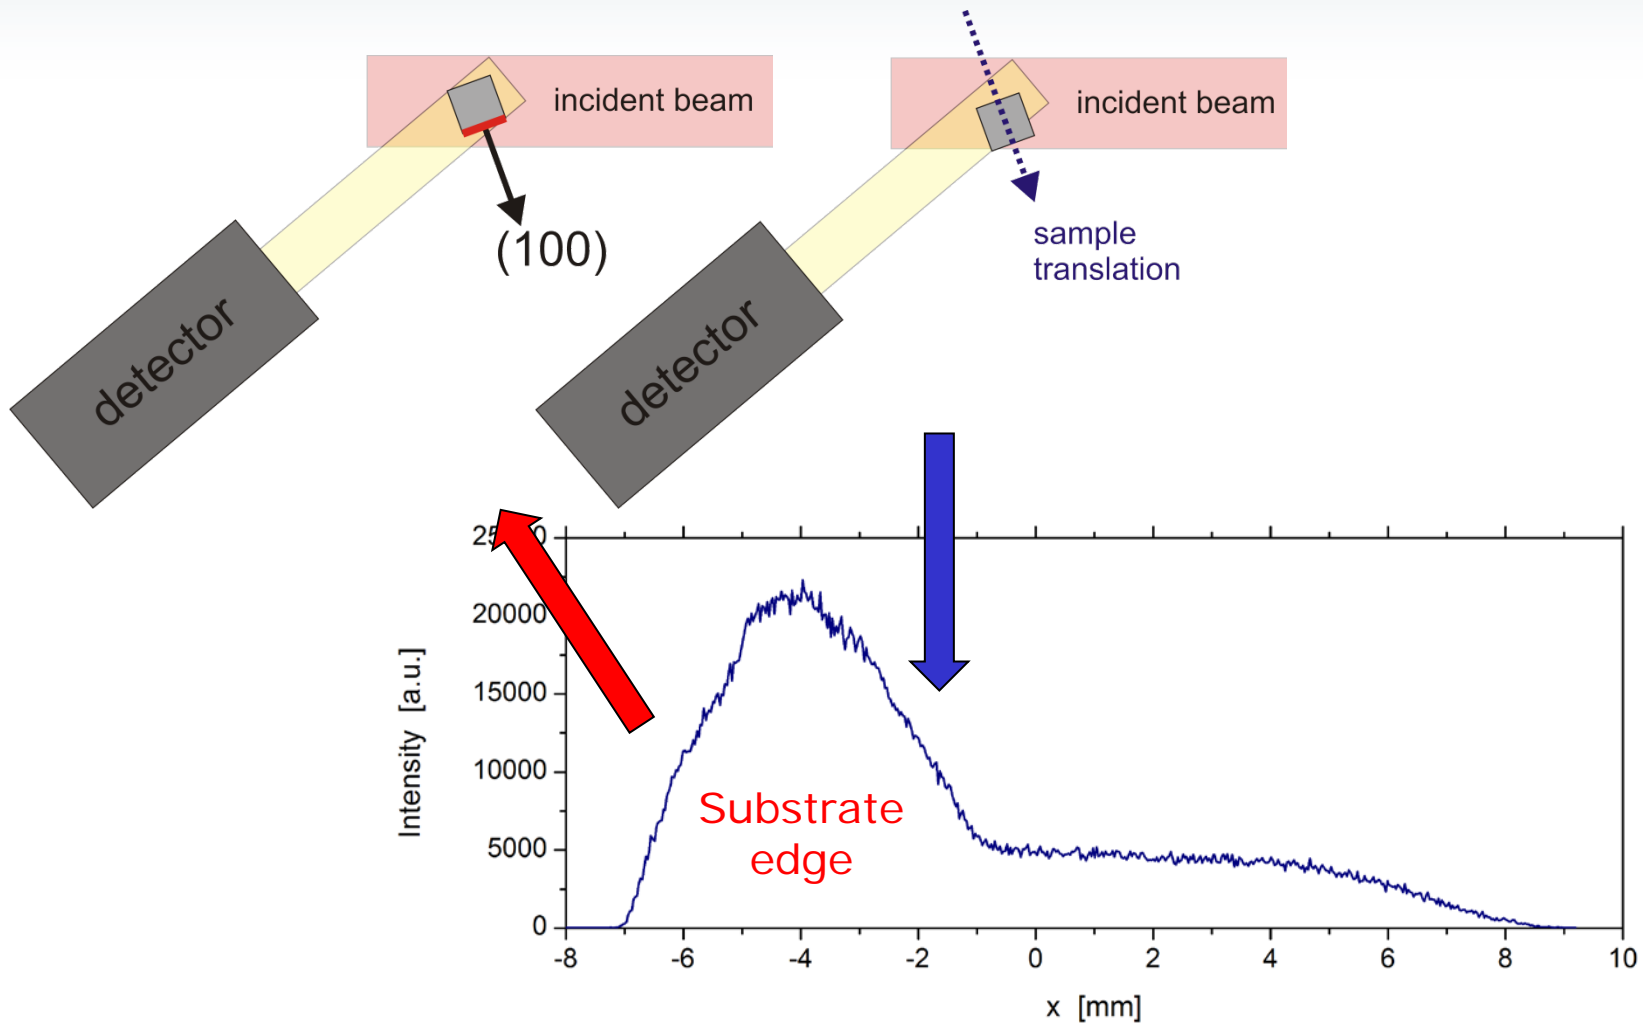 incident beam
incident beam
(100)
sample
translation
detector
detector
20000
15000
10000
5000
0
Intensity [a.u.]
Substrate
edge
-8 -6 -4 -2 0 2 4 6 8 10
x [mm]